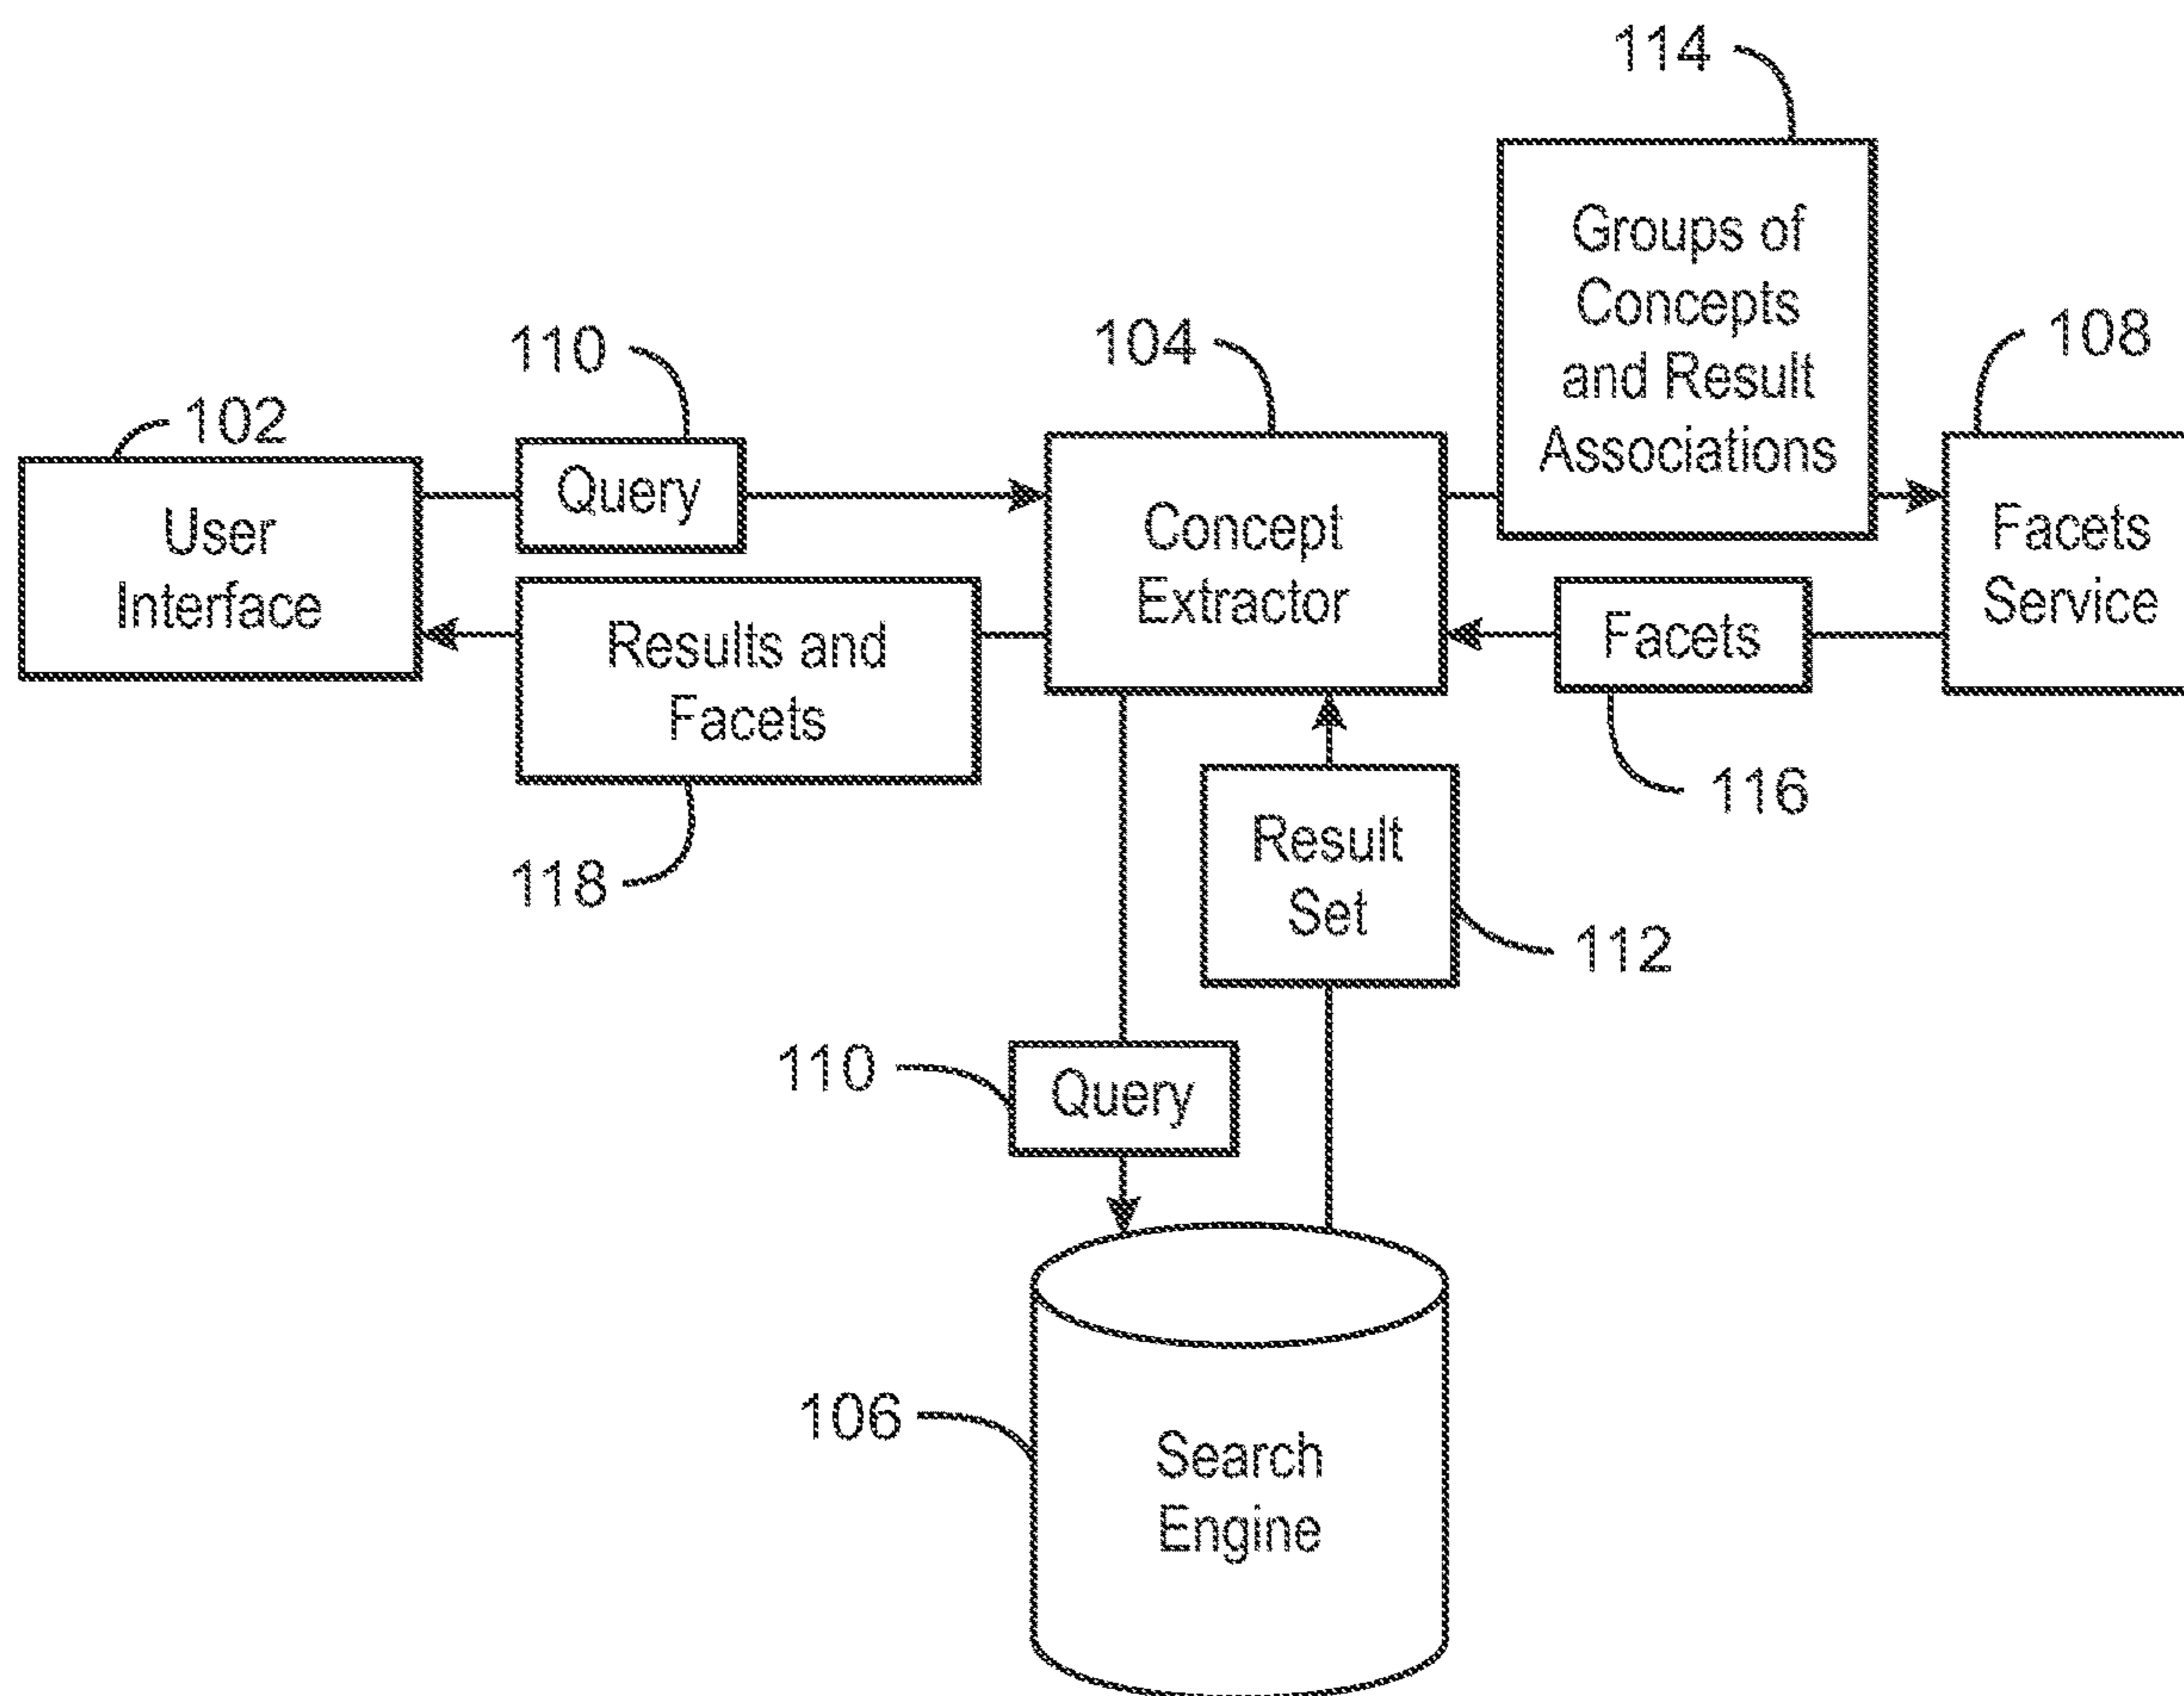 114
Groups of
Concepts
and Result
Associations
110
104
108
102
Query
User
Interface
Concept
Extractor
Facets
Service
Results and
Facets
Facets
116
118
Result
Set
112
110
Query
106
Search
Engine